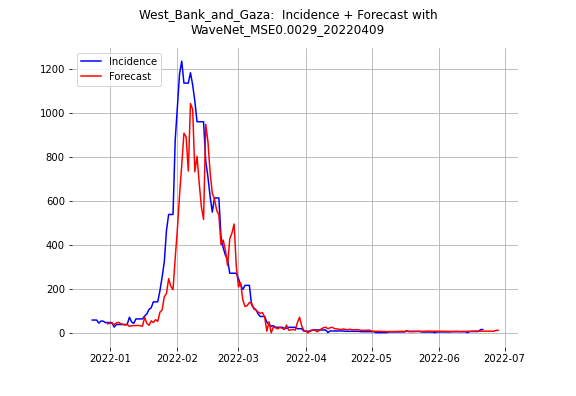 West_Bank_and_Gaza:  Incidence + Forecast with
WaveNet_MSE0.0029_20220409
Incidence
Forecast
1200
1000
800
600
400
200
0
2022-01 2022-02 2022-03 2022-04 2022-05 2022-06 2022-07